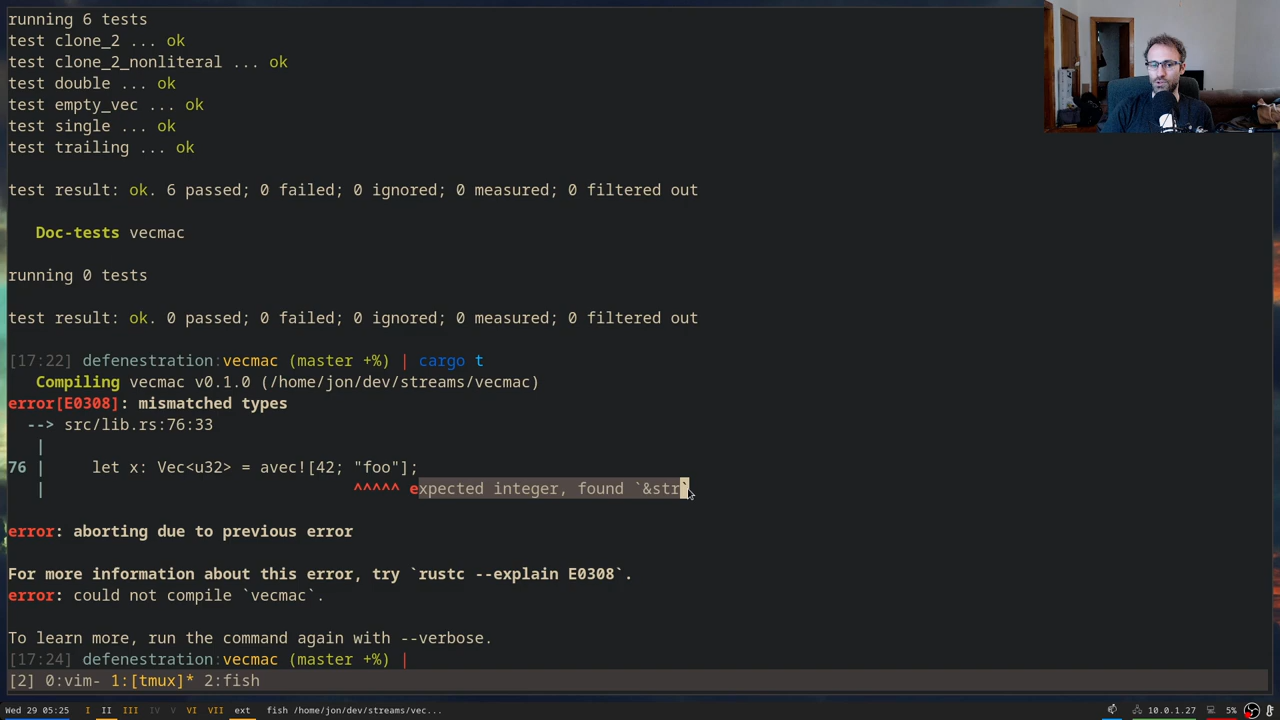 running 6 tests
test clone_2 ... ok
test clone_2_nonliteral ... ok
test double ... ok
test empty_vec ... ok
test single ... ok
test trailing ... ok
test result: ok. 6 passed; 0 failed; 0 ignored; 0 measured; 0 filtered out
Doc-tests vecmac
running 0 tests
test result: ok. 0 passed; 0 failed; 0 ignored; 0 measured; 0 filtered out
[17:22] defenestration:vecmac (master +%) | cargo t
Compiling vecmac v0.1.0 (/home/jon/dev/streams/vecmac)
error[E0308]: mismatched types
--> src/lib.rs:76:33
|
76 | let x: Vec<u32> = avec![42; "foo"];
| ^^^^^ expected integer, found `&str`
error: aborting due to previous error
For more information about this error, try `rustc --explain E0308`.
error: could not compile `vecmac`.
To learn more, run the command again with --verbose.
[17:24] defenestration:vecmac (master +%) |
[2] 0:vim- 1:[tmux]* 2:fish
Wed 29 05:25 I II III IV V VI VII ext fish /home/jon/dev/streams/vec... 10.0.1.27 5%